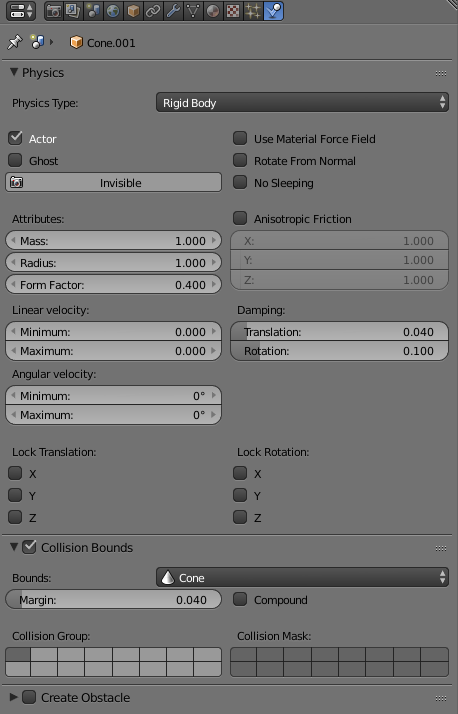 Cone.001
Physics
Physics Type: Rigid Body
Actor Use Material Force Field
Ghost Rotate From Normal
Invisible No Sleeping
Attributes: Anisotropic Friction
Mass: 1.000 X: 1.000
Radius: 1.000 Y: 1.000
Form Factor: 0.400 Z: 1.000
Linear velocity: Damping:
Minimum: 0.000 Translation: 0.040
Maximum: 0.000 Rotation: 0.100
Angular velocity:
Minimum: 0°
Maximum: 0°
Lock Translation: Lock Rotation:
X X
Y Y
Z Z
Collision Bounds
Bounds: Cone
Margin: 0.040 Compound
Collision Group: Collision Mask:
Create Obstacle